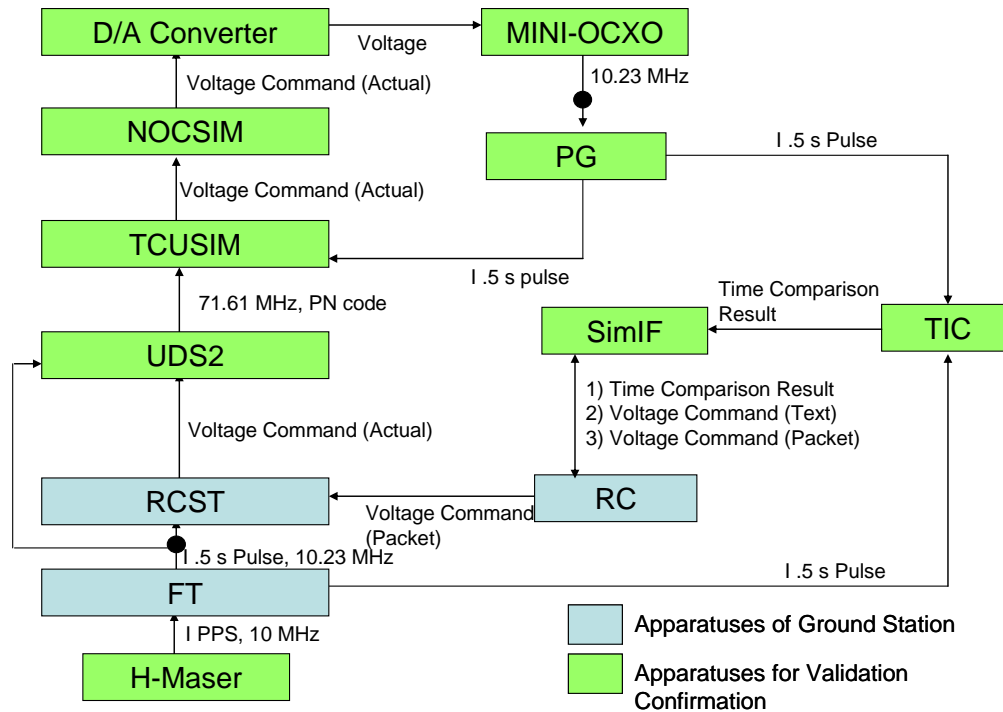 D/A Converter
Voltage
MINI-OCXO
10.23 MHz
Voltage Command (Actual)
NOCSIM
PG
I .5 s Pulse
Voltage Command (Actual)
TCUSIM
I .5 s pulse
71.61 MHz, PN code
Time Comparison
Result
SimIF
TIC
UDS2
1) Time Comparison Result
2) Voltage Command (Text)
3) Voltage Command (Packet)
Voltage Command (Actual)
RCST
RC
Voltage Command
(Packet)
I .5 s Pulse, 10.23 MHz
FT
I .5 s Pulse
I PPS, 10 MHz
H-Maser
Apparatuses of Ground Station
Apparatuses for Validation
Confirmation